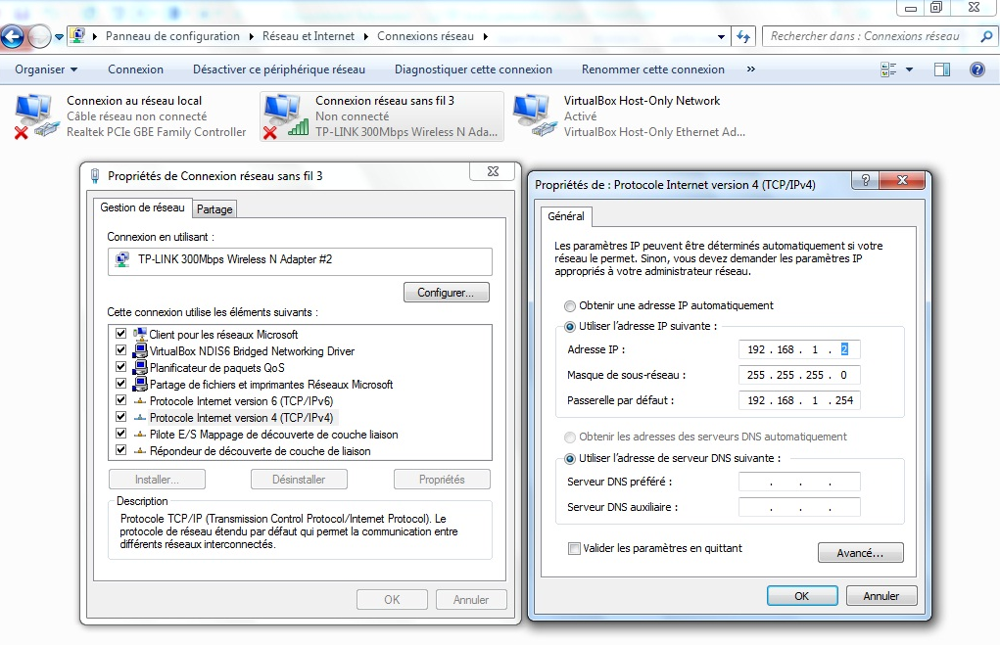 Panneau de configuration Réseau et Internet Connexions réseau
Rechercher dans : Connexions réseau
Organiser Connexion Désactiver ce périphérique réseau Diagnostiquer cette connexion Renommer cette connexion »
Connexion au réseau local
Câble réseau non connecté
Realtek PCIe GBE Family Controller
Connexion réseau sans fil 3
Non connecté
TP-LINK 300Mbps Wireless N Ada...
VirtualBox Host-Only Network
Activé
VirtualBox Host-Only Ethernet Ad...
Propriétés de Connexion réseau sans fil 3
Gestion de réseau Partage
Connexion en utilisant :
TP-LINK 300Mbps Wireless N Adapter #2
Configurer...
Cette connexion utilise les éléments suivants :
Client pour les réseaux Microsoft
VirtualBox NDIS6 Bridged Networking Driver
Planificateur de paquets QoS
Partage de fichiers et imprimantes Réseaux Microsoft
Protocole Internet version 6 (TCP/IPv6)
Protocole Internet version 4 (TCP/IPv4)
Pilote E/S Mappage de découverte de couche liaison
Répondeur de découverte de couche de liaison
Installer... Désinstaller Propriétés
Description
Protocole TCP/IP (Transmission Control Protocol/Internet Protocol). Le
protocole de réseau étendu par défaut qui permet la communication entre
différents réseaux interconnectés.
OK Annuler
Propriétés de : Protocole Internet version 4 (TCP/IPv4)
?
Général
Les paramètres IP peuvent être déterminés automatiquement si votre
réseau le permet. Sinon, vous devez demander les paramètres IP
appropriés à votre administrateur réseau.
Obtenir une adresse IP automatiquement
Utiliser l'adresse IP suivante :
Adresse IP : 192 . 168 . 1 . 2
Masque de sous-réseau : 255 . 255 . 255 . 0
Passerelle par défaut : 192 . 168 . 1 . 254
Obtenir les adresses des serveurs DNS automatiquement
Utiliser l'adresse de serveur DNS suivante :
Serveur DNS préféré : . . .
Serveur DNS auxiliaire : . . .
Valider les paramètres en quittant
Avancé...
OK Annuler